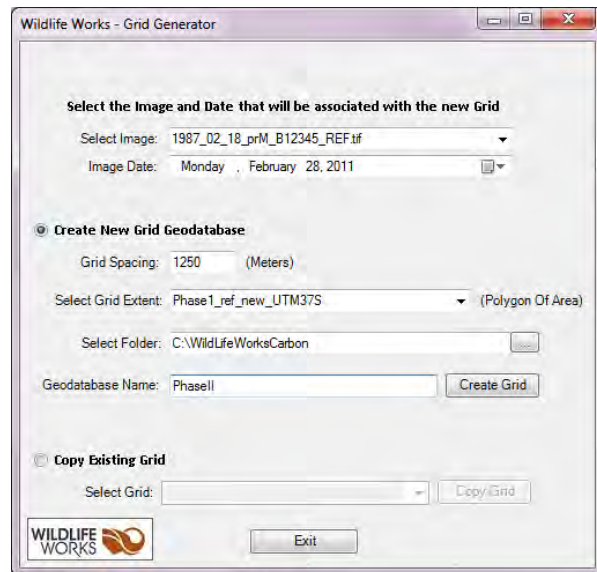 Wildlife Works - Grid Generator
Select the Image and Date that will be associated with the new Grid
Select Image: 1987_02_18_prM_B12345_REF.tif
Image Date: Monday , February 28, 2011
Create New Grid Geodatabase
Grid Spacing: 1250 (Meters)
Select Grid Extent: Phase1_ref_new_UTM37S (Polygon Of Area)
Select Folder: C:\WildLifeWorksCarbon ...
Geodatabase Name: PhaseII Create Grid
Copy Existing Grid
Select Grid: Copy Grid
WILDLIFE
WORKS
Exit